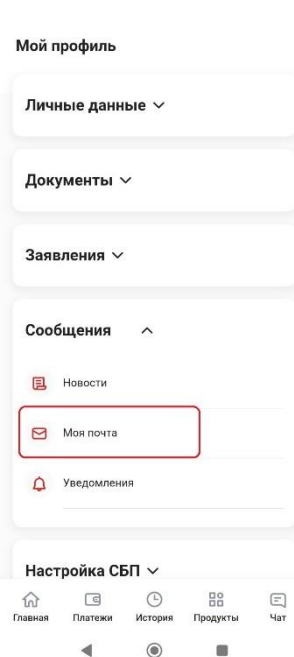 Мой профиль
Личные данные
Документы
Заявления
Сообщения
Новости
Моя почта
Уведомления
Настройка СБП
Главная Платежи История Продукты Чат